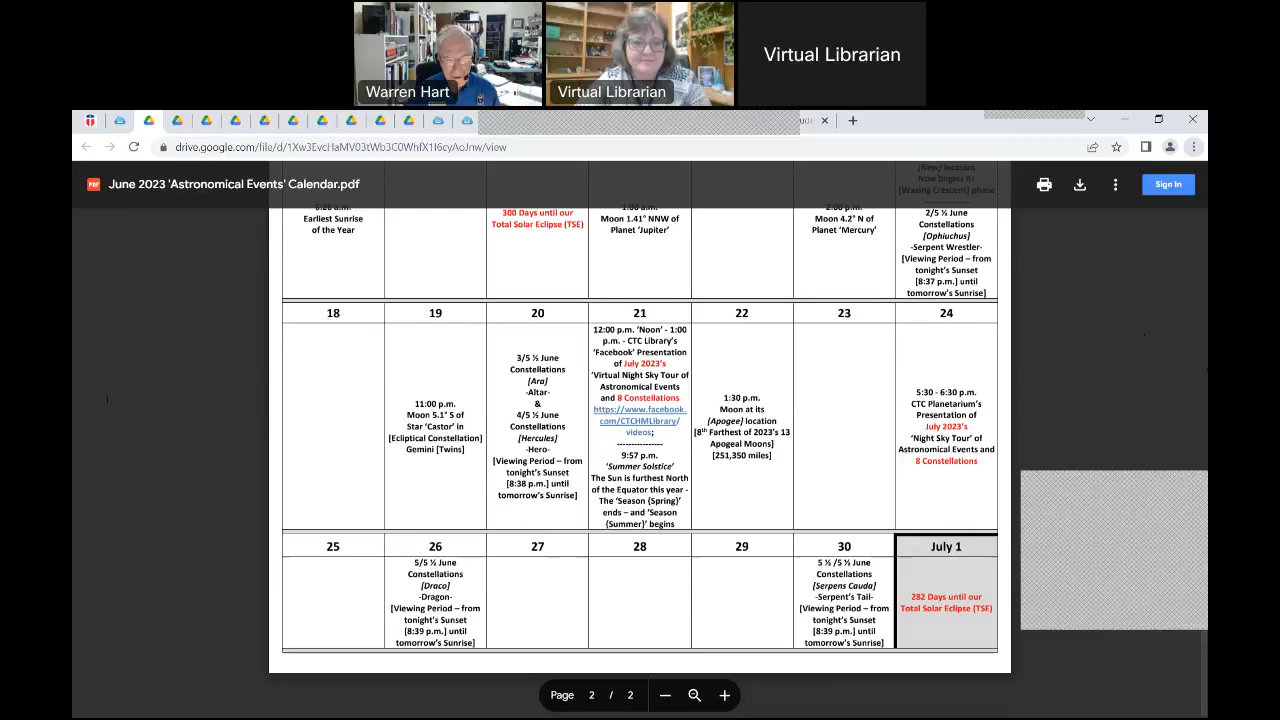 Warren Hart
Virtual Librarian
Virtual Librarian
drive.google.com/file/d/1Xw3EvcHaMV03tWb3C0WhfX1I6cyAoJnw/view
June 2023 'Astronomical Events' Calendar.pdf
Sign In
[New] location
Now begins its
[Waxing Crescent] phase
---------------
Earliest Sunrise
of the Year
300 Days until our
Total Solar Eclipse (TSE)
1:00 a.m.
Moon 1.41° NNW of
Planet ‘Jupiter’
2:00 p.m.
Moon 4.2° N of
Planet ‘Mercury’
2/5 ½ June
Constellations
[Ophiuchus]
-Serpent Wrestler-
[Viewing Period – from
tonight’s Sunset
[8:37 p.m.] until
tomorrow’s Sunrise]
18 19 20 21 22 23 24
11:00 p.m.
Moon 5.1° S of
Star ‘Castor’ in
[Ecliptical Constellation]
Gemini [Twins]
3/5 ½ June
Constellations
[Ara]
-Altar-
&
4/5 ½ June
Constellations
[Hercules]
-Hero-
[Viewing Period – from
tonight’s Sunset
[8:38 p.m.] until
tomorrow’s Sunrise]
12:00 p.m. ‘Noon’ - 1:00
p.m. - CTC Library’s
‘Facebook’ Presentation
of July 2023’s
‘Virtual Night Sky Tour of
Astronomical Events
and 8 Constellations
https://www.facebook.
com/CTCHMLibrary/
videos;
---------------
9:57 p.m.
‘Summer Solstice’
The Sun is furthest North
of the Equator this year -
The ‘Season {Spring}’
ends – and ‘Season
{Summer}’ begins
1:30 p.m.
Moon at its
[Apogee] location
[8th Farthest of 2023’s 13
Apogeal Moons]
[251,350 miles]
5:30 - 6:30 p.m.
CTC Planetarium’s
Presentation of
July 2023’s
‘Night Sky Tour’ of
Astronomical Events and
8 Constellations
25 26 27 28 29 30 July 1
5/5 ½ June
Constellations
[Draco]
-Dragon-
[Viewing Period – from
tonight’s Sunset
[8:39 p.m.] until
tomorrow’s Sunrise]
5 ½ /5 ½ June
Constellations
[Serpens Cauda]
-Serpent’s Tail-
[Viewing Period – from
tonight’s Sunset
[8:39 p.m.] until
tomorrow’s Sunrise]
282 Days until our
Total Solar Eclipse (TSE)
Page 2 / 2